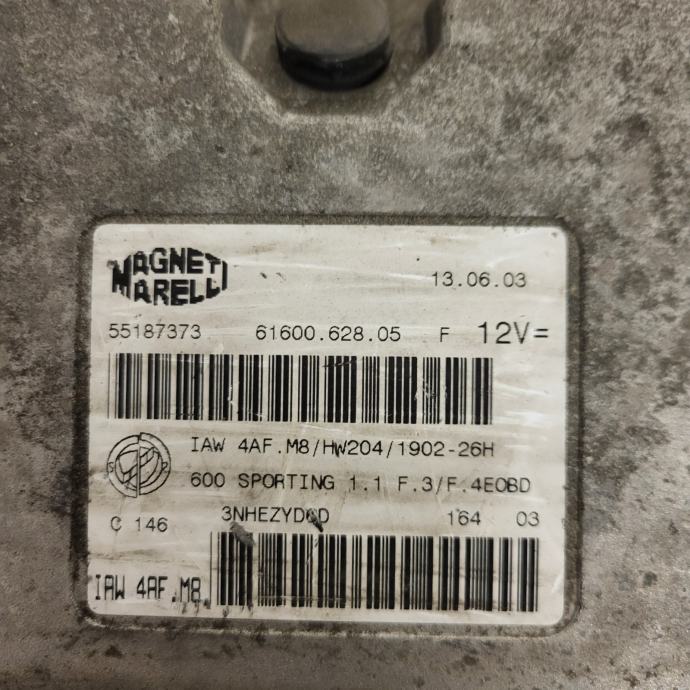 MAGNETI
MARELLI
13.06.03
55187373 61600.628.05 F 12V=
IAW 4AF.M8/HW204/1902-26H
600 SPORTING 1.1 F.3/F.4EOBD
C 146 164 03
IAW 4AF.M8